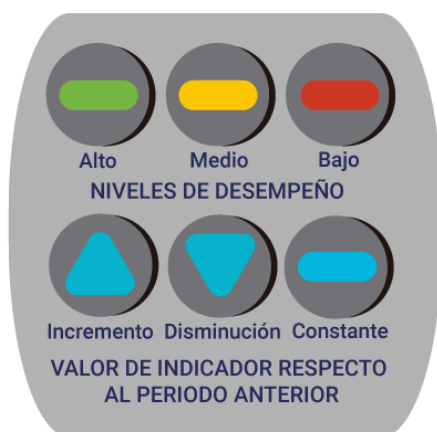 Alto Medio Bajo
NIVELES DE DESEMPEÑO
Incremento Disminución Constante
VALOR DE INDICADOR RESPECTO
AL PERIODO ANTERIOR